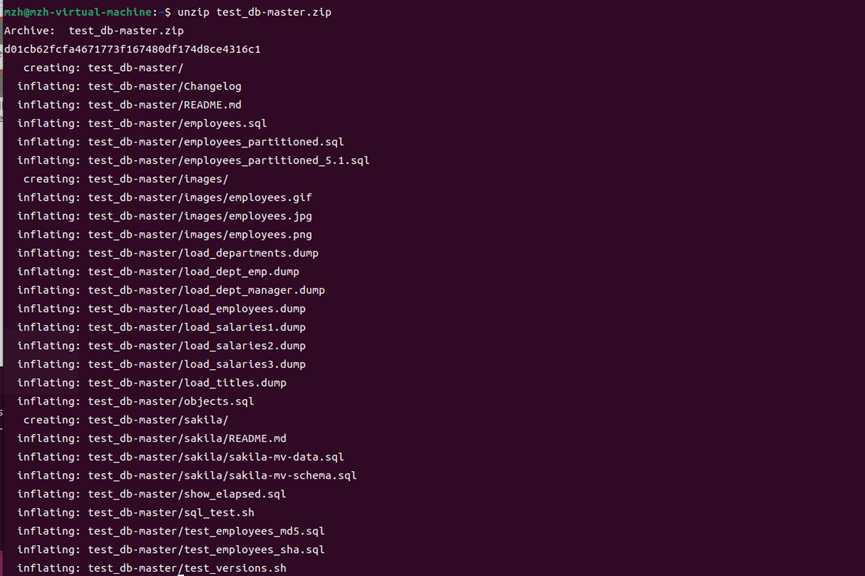 mzh@mzh-virtual-machine:~$ unzip test_db-master.zip
Archive:  test_db-master.zip
d01cb62fcfa4671773f167480df174d8ce4316c1
   creating: test_db-master/
  inflating: test_db-master/Changelog
  inflating: test_db-master/README.md
  inflating: test_db-master/employees.sql
  inflating: test_db-master/employees_partitioned.sql
  inflating: test_db-master/employees_partitioned_5.1.sql
   creating: test_db-master/images/
  inflating: test_db-master/images/employees.gif
  inflating: test_db-master/images/employees.jpg
  inflating: test_db-master/images/employees.png
  inflating: test_db-master/load_departments.dump
  inflating: test_db-master/load_dept_emp.dump
  inflating: test_db-master/load_dept_manager.dump
  inflating: test_db-master/load_employees.dump
  inflating: test_db-master/load_salaries1.dump
  inflating: test_db-master/load_salaries2.dump
  inflating: test_db-master/load_salaries3.dump
  inflating: test_db-master/load_titles.dump
  inflating: test_db-master/objects.sql
   creating: test_db-master/sakila/
  inflating: test_db-master/sakila/README.md
  inflating: test_db-master/sakila/sakila-mv-data.sql
  inflating: test_db-master/sakila/sakila-mv-schema.sql
  inflating: test_db-master/show_elapsed.sql
  inflating: test_db-master/sql_test.sh
  inflating: test_db-master/test_employees_md5.sql
  inflating: test_db-master/test_employees_sha.sql
  inflating: test_db-master/test_versions.sh